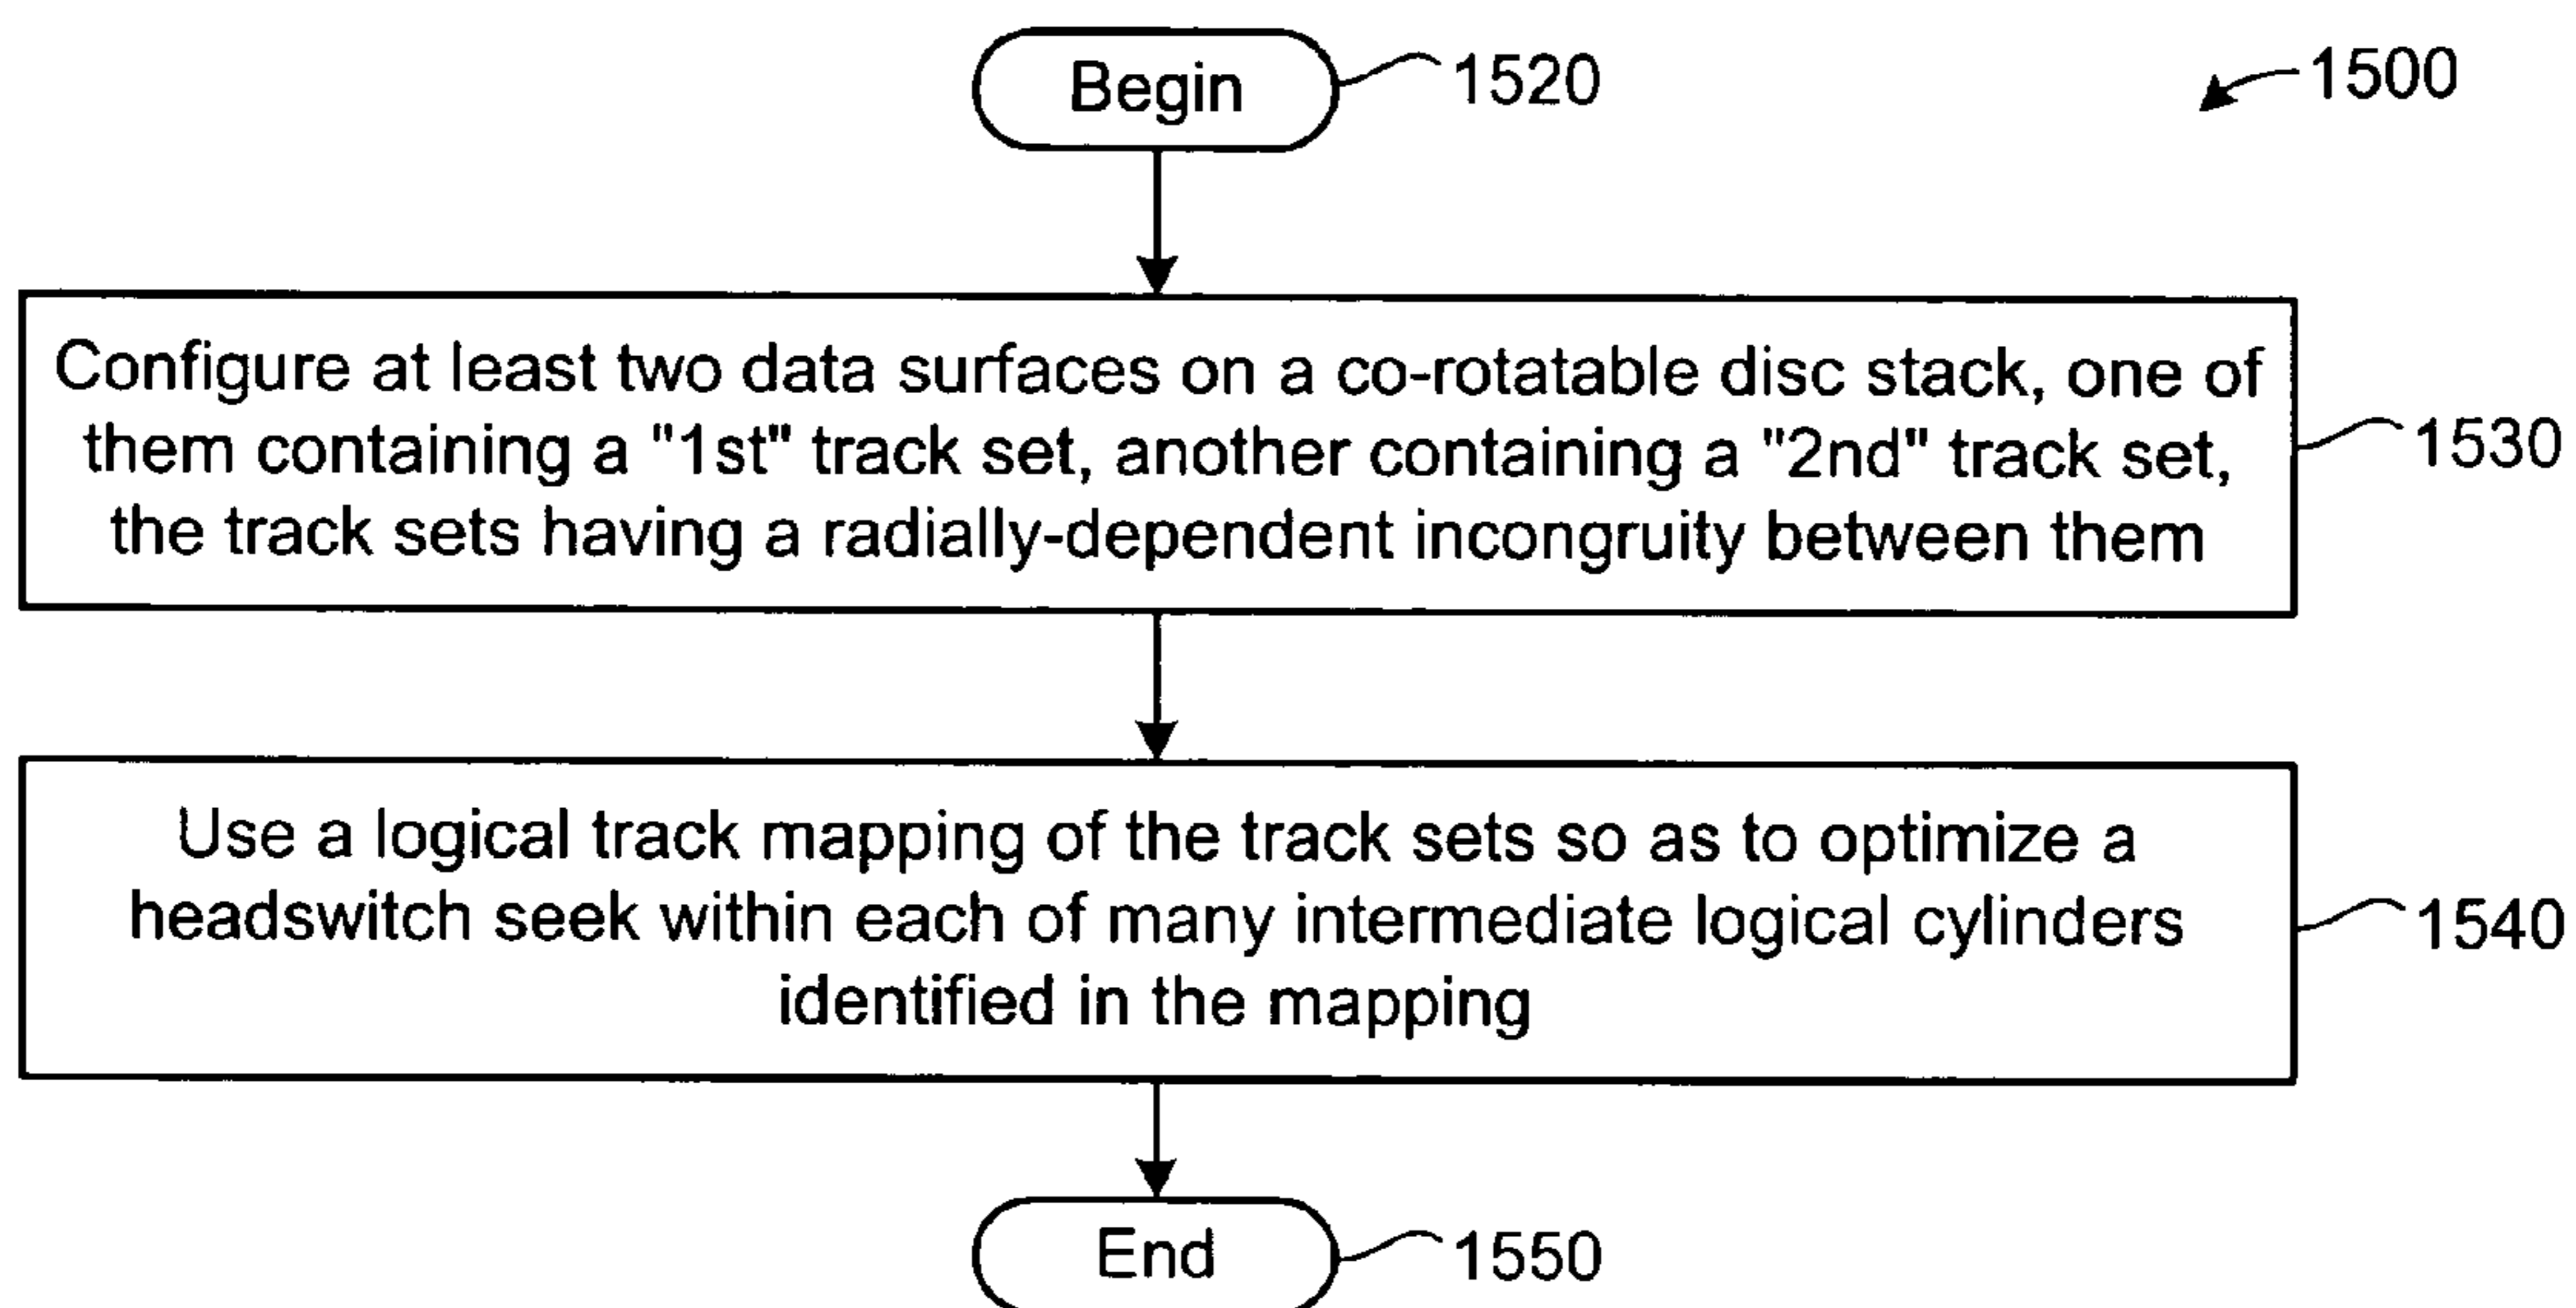 Begin
1520
1500
Configure at least two data surfaces on a co-rotatable disc stack, one of
them containing a "1st" track set, another containing a "2nd" track set,
the track sets having a radially-dependent incongruity between them
1530
Use a logical track mapping of the track sets so as to optimize a
headswitch seek within each of many intermediate logical cylinders
identified in the mapping
1540
End
1550